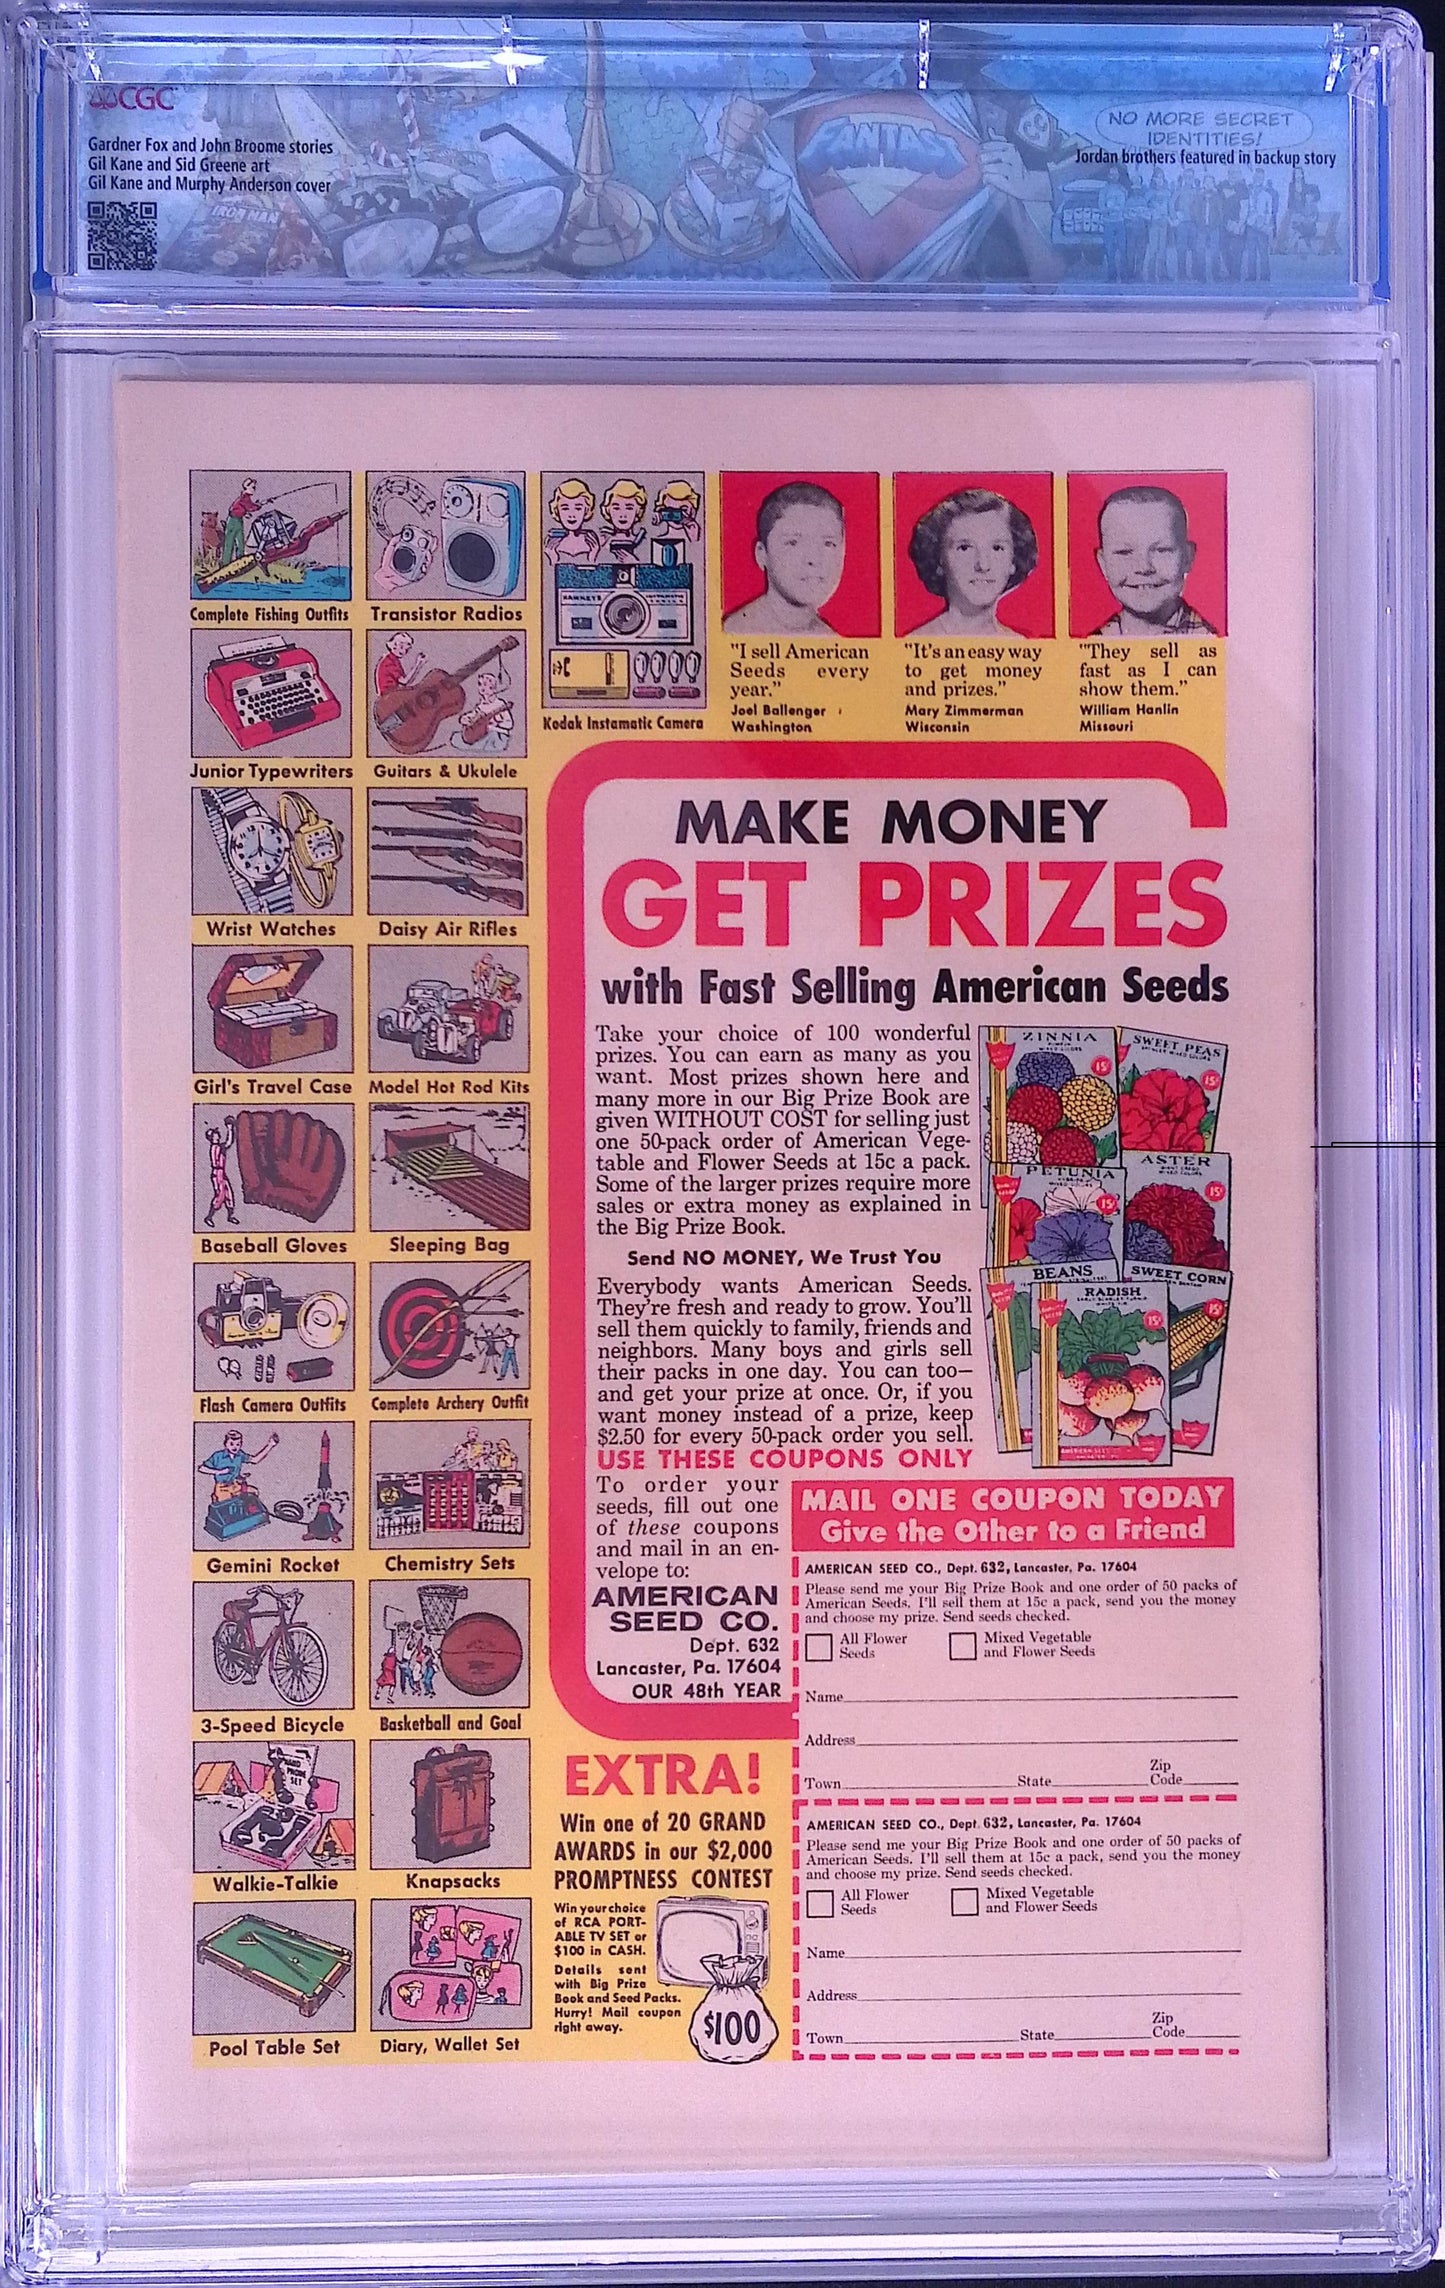 CGC
Gardner Fox and John Broome stories
Gil Kane and Sid Greene art
Gil Kane and Murphy Anderson cover
IRON MAN
FANTAS
NO MORE SECRET
IDENTITIES!
Jordan brothers featured in backup story
Complete Fishing Outfits
Transistor Radios
Kodak Instamatic Camera
"I sell American
Seeds every
year."
Joel Ballenger
Washington
"It's an easy way
to get money
and prizes."
Mary Zimmerman
Wisconsin
"They sell as
fast as I can
show them."
William Hanlin
Missouri
Junior Typewriters
Guitars & Ukulele
Wrist Watches
Daisy Air Rifles
Girl's Travel Case
Model Hot Rod Kits
Baseball Gloves
Sleeping Bag
Flash Camera Outfits
Complete Archery Outfit
Gemini Rocket
Chemistry Sets
3-Speed Bicycle
Basketball and Goal
Walkie-Talkie
Knapsacks
Pool Table Set
Diary, Wallet Set
MAKE MONEY
GET PRIZES
with Fast Selling American Seeds
Take your choice of 100 wonderful
prizes. You can earn as many as you
want. Most prizes shown here and
many more in our Big Prize Book are
given WITHOUT COST for selling just
one 50-pack order of American Vege-
table and Flower Seeds at 15c a pack.
Some of the larger prizes require more
sales or extra money as explained in
the Big Prize Book.
Send NO MONEY, We Trust You
Everybody wants American Seeds.
They're fresh and ready to grow. You'll
sell them quickly to family, friends and
neighbors. Many boys and girls sell
their packs in one day. You can too—
and get your prize at once. Or, if you
want money instead of a prize, keep
$2.50 for every 50-pack order you sell.
USE THESE COUPONS ONLY
To order your
seeds, fill out one
of these coupons
and mail in an en-
velope to:
AMERICAN
SEED CO.
Dept. 632
Lancaster, Pa. 17604
OUR 48th YEAR
ZINNIA
15¢
SWEET PEAS
15¢
PETUNIA
15¢
ASTER
15¢
BEANS
SWEET CORN
15¢
RADISH
15¢
MAIL ONE COUPON TODAY
Give the Other to a Friend
AMERICAN SEED CO., Dept. 632, Lancaster, Pa. 17604
Please send me your Big Prize Book and one order of 50 packs of
American Seeds. I'll sell them at 15c a pack, send you the money
and choose my prize. Send seeds checked.
All Flower
Seeds
Mixed Vegetable
and Flower Seeds
Name
Address
Town State Zip
Code
AMERICAN SEED CO., Dept. 632, Lancaster, Pa. 17604
Please send me your Big Prize Book and one order of 50 packs of
American Seeds. I'll sell them at 15c a pack, send you the money
and choose my prize. Send seeds checked.
All Flower
Seeds
Mixed Vegetable
and Flower Seeds
Name
Address
Town State Zip
Code
EXTRA!
Win one of 20 GRAND
AWARDS in our $2,000
PROMPTNESS CONTEST
Win your choice
of RCA PORT-
ABLE TV SET or
$100 in CASH.
Details sent
with Big Prize
Book and Seed Packs.
Hurry! Mail coupon
right away.
$100